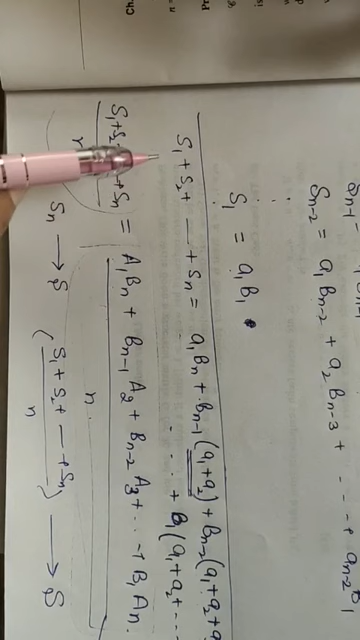 S_{n-2} = a_1 B_{n-2} + a_2 B_{n-3} + . . . + a_{n-2} B_1
S_1 = a_1 B_1
S_1 + S_2 + — + S_n = a_1 B_n + B_{n-1} (a_1 + a_2) + B_{n-2} (a_1 + a_2 +
. . . . + B_1 (a_1 + a_2 + ...
S_1 + S_2 + S_n = A_1 B_n + B_{n-1} A_2 + B_{n-2} A_3 + . . + B_1 A_n .
n
S_n → S
( S_1 + S_2 + — + S_n / n ) → S